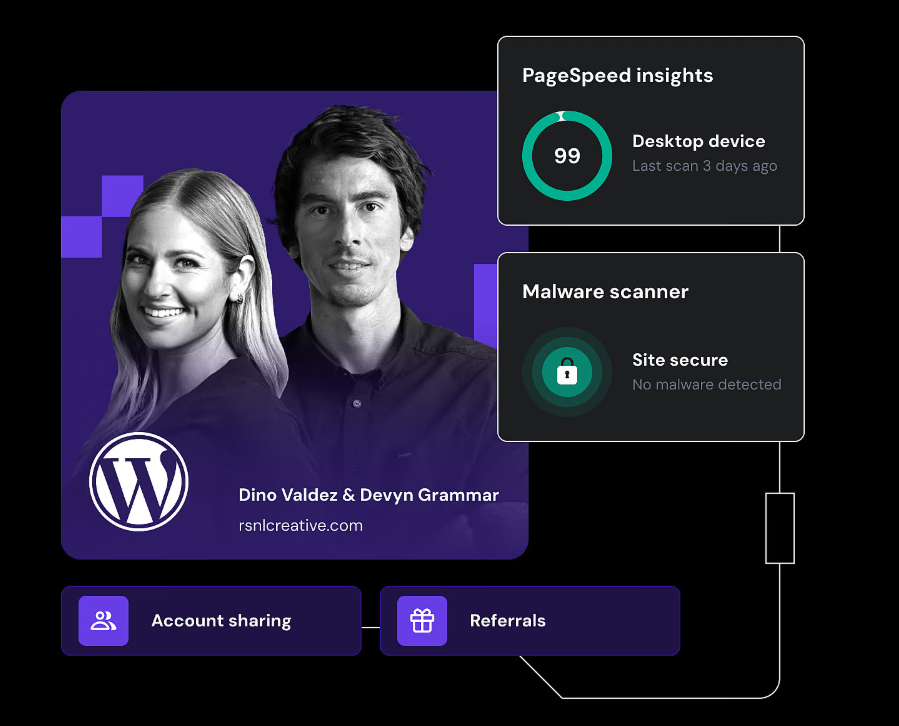 PageSpeed insights
99
Desktop device
Last scan 3 days ago
Malware scanner
Site secure
No malware detected
Dino Valdez & Devyn Grammar
rsnlcreative.com
Account sharing
Referrals